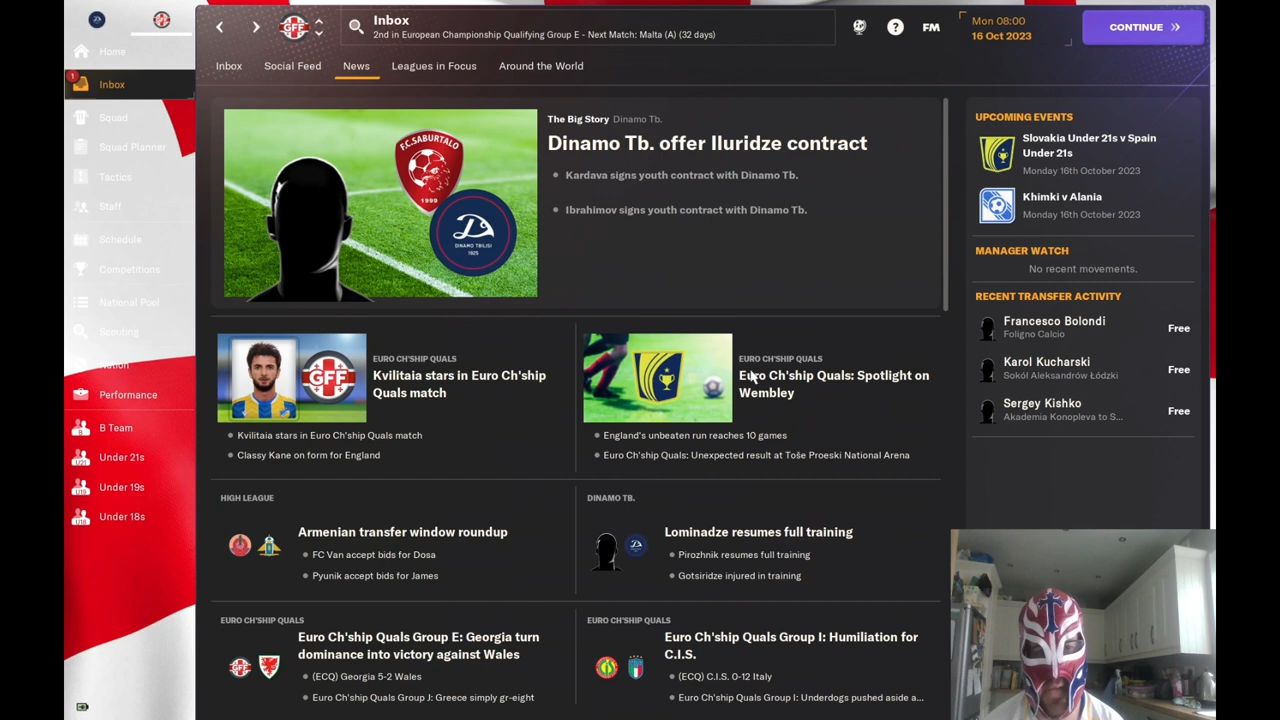 GFF
Inbox
2nd in European Championship Qualifying Group E - Next Match: Malta (A) (32 days)
FM
Mon 08:00
16 Oct 2023
CONTINUE
Home
1
Inbox
Squad
Squad Planner
Tactics
Staff
Schedule
Competitions
National Pool
Scouting
Nation
Performance
B Team
Under 21s
Under 19s
Under 18s
Inbox
Social Feed
News
Leagues in Focus
Around the World
F.C.SABURTALO
1999
DINAMO TBILISI
1925
The Big Story Dinamo Tb.
Dinamo Tb. offer Iluridze contract
Kardava signs youth contract with Dinamo Tb.
Ibrahimov signs youth contract with Dinamo Tb.
GFF
EURO CH'SHIP QUALS
Kvilitaia stars in Euro Ch'ship
Quals match
Kvilitaia stars in Euro Ch'ship Quals match
Classy Kane on form for England
EURO CH'SHIP QUALS
Euro Ch'ship Quals: Spotlight on
Wembley
England's unbeaten run reaches 10 games
Euro Ch'ship Quals: Unexpected result at Toše Proeski National Arena
HIGH LEAGUE
Armenian transfer window roundup
FC Van accept bids for Dosa
Pyunik accept bids for James
DINAMO TB.
Lominadze resumes full training
Pirozhnik resumes full training
Gotsiridze injured in training
EURO CH'SHIP QUALS
Euro Ch'ship Quals Group E: Georgia turn
dominance into victory against Wales
(ECQ) Georgia 5-2 Wales
Euro Ch'ship Quals Group J: Greece simply gr-eight
EURO CH'SHIP QUALS
Euro Ch'ship Quals Group I: Humiliation for
C.I.S.
(ECQ) C.I.S. 0-12 Italy
Euro Ch'ship Quals Group I: Underdogs pushed aside a...
UPCOMING EVENTS
Slovakia Under 21s v Spain
Under 21s
Monday 16th October 2023
Khimki v Alania
Monday 16th October 2023
MANAGER WATCH
No recent movements.
RECENT TRANSFER ACTIVITY
Francesco Bolondi
Foligno Calcio
Free
Karol Kucharski
Sokół Aleksandrów Łódzki
Free
Sergey Kishko
Akademia Konopleva to S...
Free